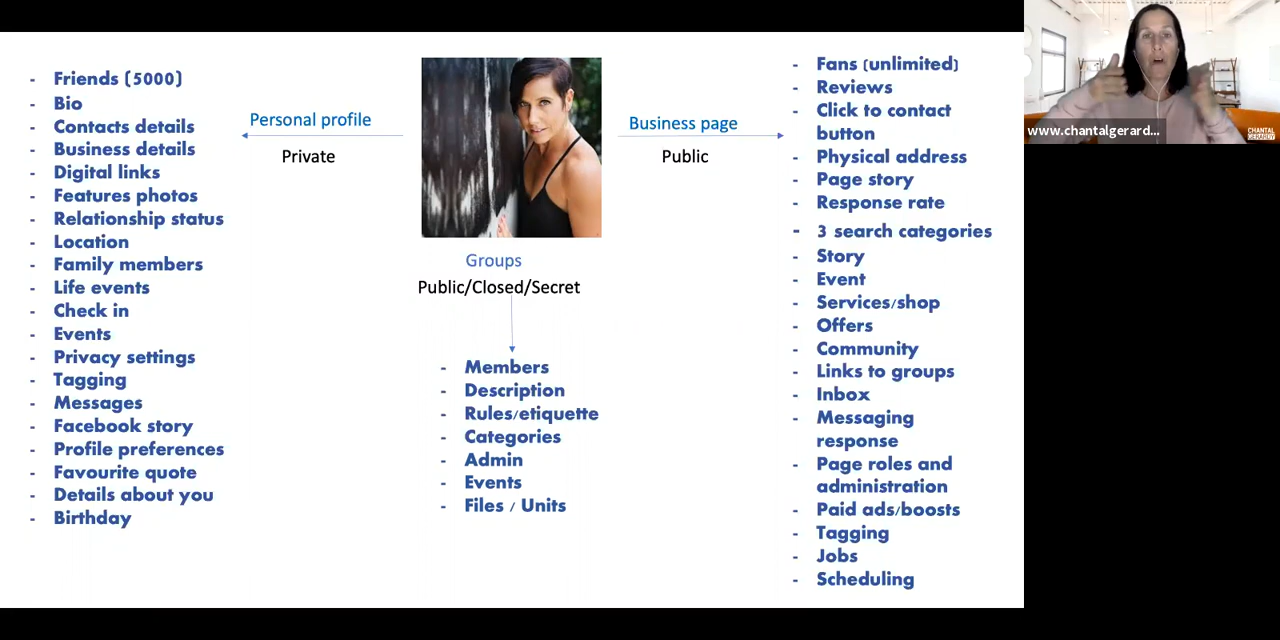 - Friends (5000)
- Bio
- Contacts details
- Business details
- Digital links
- Features photos
- Relationship status
- Location
- Family members
- Life events
- Check in
- Events
- Privacy settings
- Tagging
- Messages
- Facebook story
- Profile preferences
- Favourite quote
- Details about you
- Birthday
Personal profile
Private
Groups
Public/Closed/Secret
- Members
- Description
- Rules/etiquette
- Categories
- Admin
- Events
- Files / Units
Business page
Public
- Fans (unlimited)
- Reviews
- Click to contact
button
- Physical address
- Page story
- Response rate
- 3 search categories
- Story
- Event
- Services/shop
- Offers
- Community
- Links to groups
- Inbox
- Messaging
response
- Page roles and
administration
- Paid ads/boosts
- Tagging
- Jobs
- Scheduling
www.chantalgerard...
CHANTAL
GERARDY